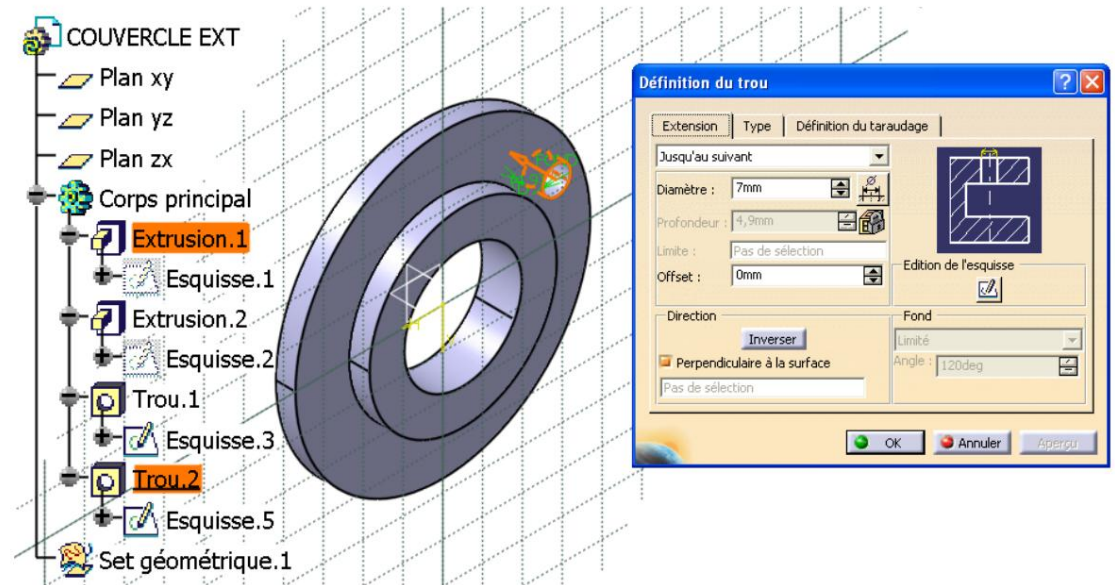 COUVERCLE EXT
Plan xy
Plan yz
Plan zx
Corps principal
Extrusion.1
Esquisse.1
Extrusion.2
Esquisse.2
Trou.1
Esquisse.3
Trou.2
Esquisse.5
Set géométrique.1
Définition du trou
Extension Type Définition du taraudage
Jusqu'au suivant
Diamètre : 7mm
Profondeur : 4,9mm
Limite : Pas de sélection
Offset : 0mm
Edition de l'esquisse
Direction
Inverser
Perpendiculaire à la surface
Pas de sélection
Fond
Limité
Angle : 120deg
OK Annuler Aperçu